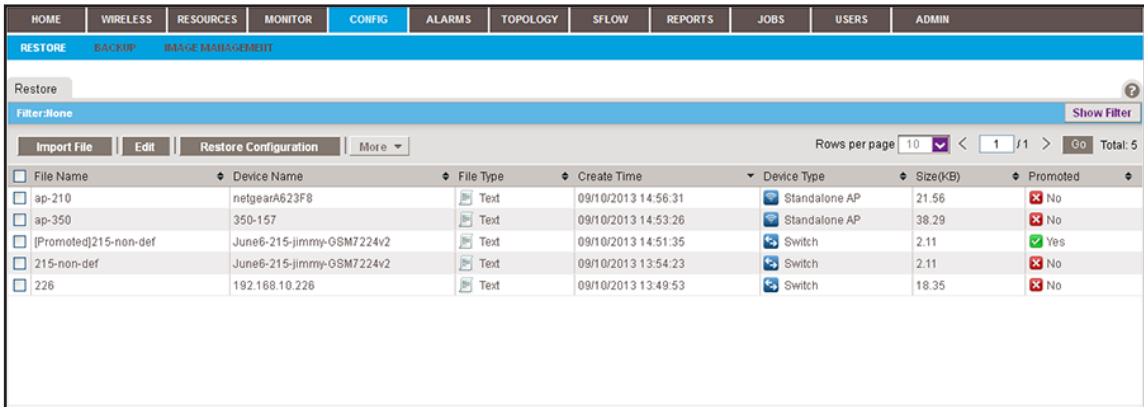 HOME WIRELESS RESOURCES MONITOR CONFIG ALARMS TOPOLOGY SFLOW REPORTS JOBS USERS ADMIN
RESTORE BACKUP IMAGE MANAGEMENT
Restore
Filter:None Show Filter
Import File Edit Restore Configuration More Rows per page 10 < 1 /1 > Go Total: 5
File Name Device Name File Type Create Time Device Type Size(KB) Promoted
ap-210 netgearA623F8 Text 09/10/2013 14:56:31 Standalone AP 21.56 No
ap-350 350-157 Text 09/10/2013 14:53:26 Standalone AP 38.29 No
[Promoted]215-non-def June6-215-jimmy-GSM7224v2 Text 09/10/2013 14:51:35 Switch 2.11 Yes
215-non-def June6-215-jimmy-GSM7224v2 Text 09/10/2013 13:54:23 Switch 2.11 No
226 192.168.10.226 Text 09/10/2013 13:49:53 Switch 18.35 No